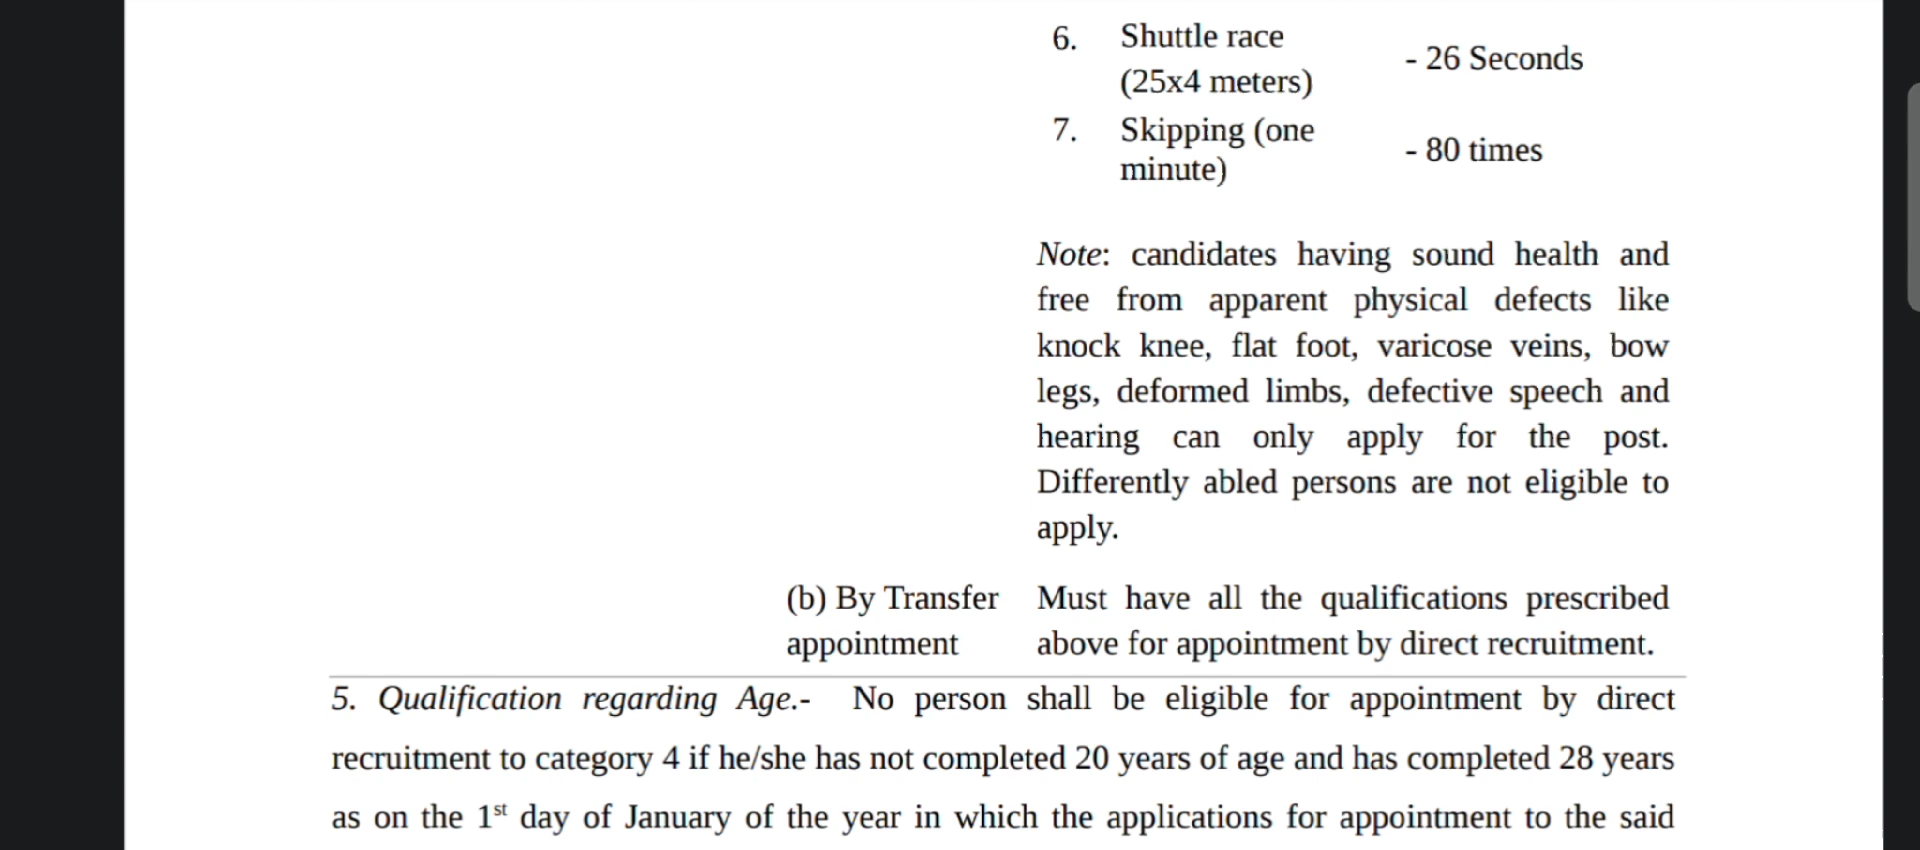 6. Shuttle race
(25x4 meters) - 26 Seconds
7. Skipping (one
minute) - 80 times
Note: candidates having sound health and
free from apparent physical defects like
knock knee, flat foot, varicose veins, bow
legs, deformed limbs, defective speech and
hearing can only apply for the post.
Differently abled persons are not eligible to
apply.
(b) By Transfer Must have all the qualifications prescribed
appointment above for appointment by direct recruitment.
5. Qualification regarding Age.- No person shall be eligible for appointment by direct
recruitment to category 4 if he/she has not completed 20 years of age and has completed 28 years
as on the 1st day of January of the year in which the applications for appointment to the said